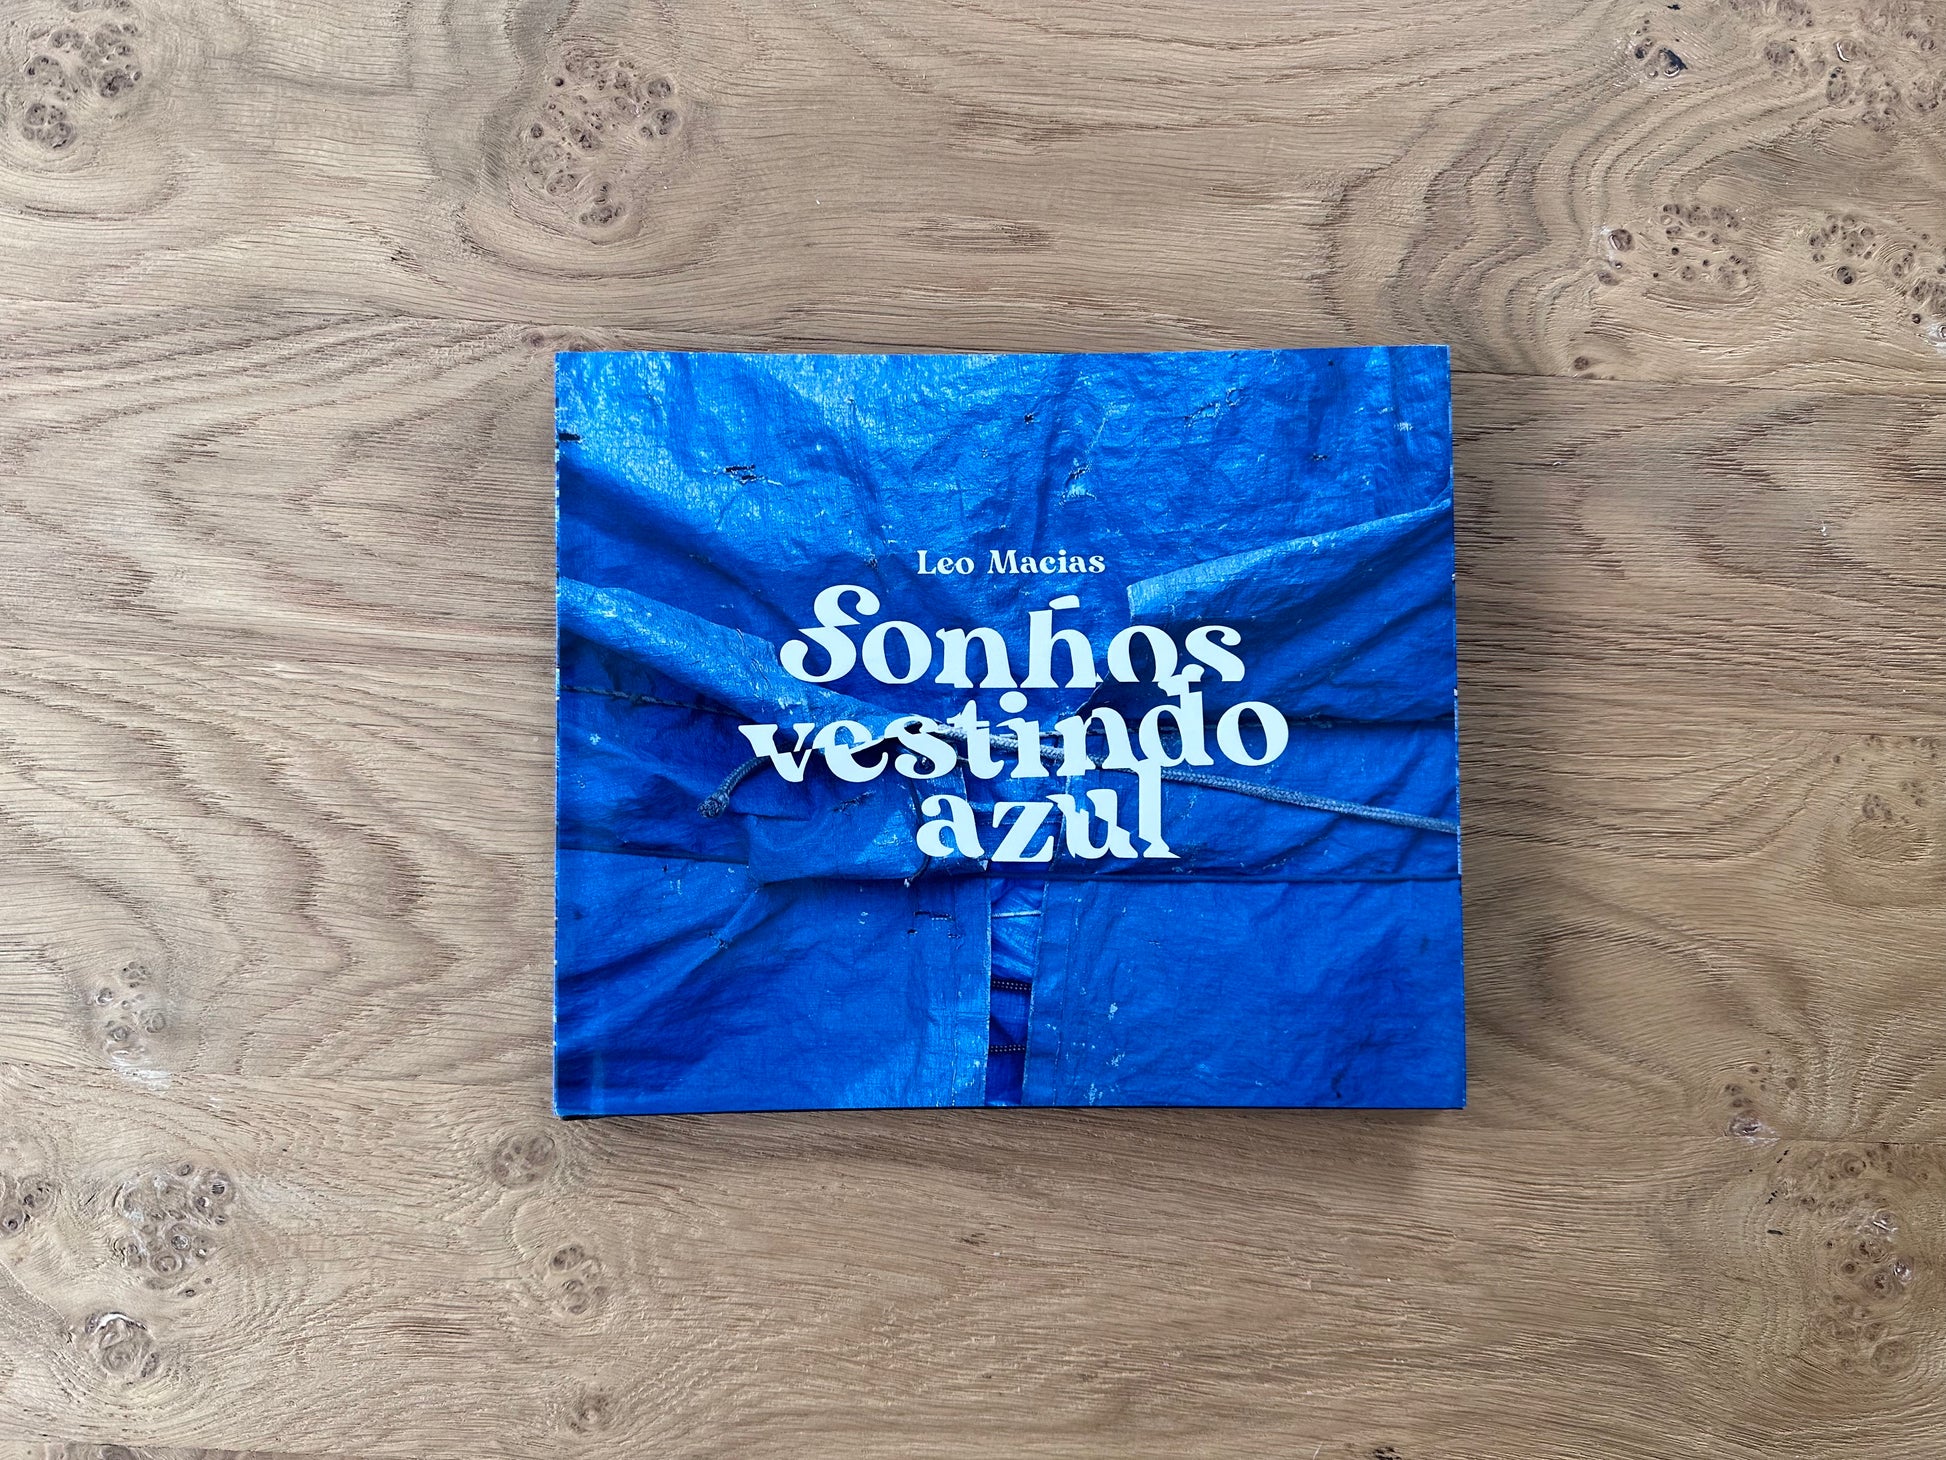 Leo Macias
Sonhos
vestindo
azul